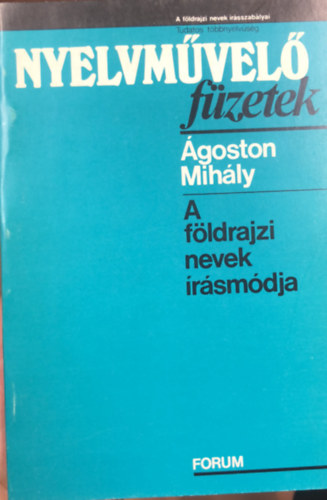 A földrajzi nevek írásszabályai
Tudatos többnyelvűség
NYELVMŰVELŐ
füzetek
Ágoston
Mihály
A
földrajzi
nevek
írásmódja
FORUM